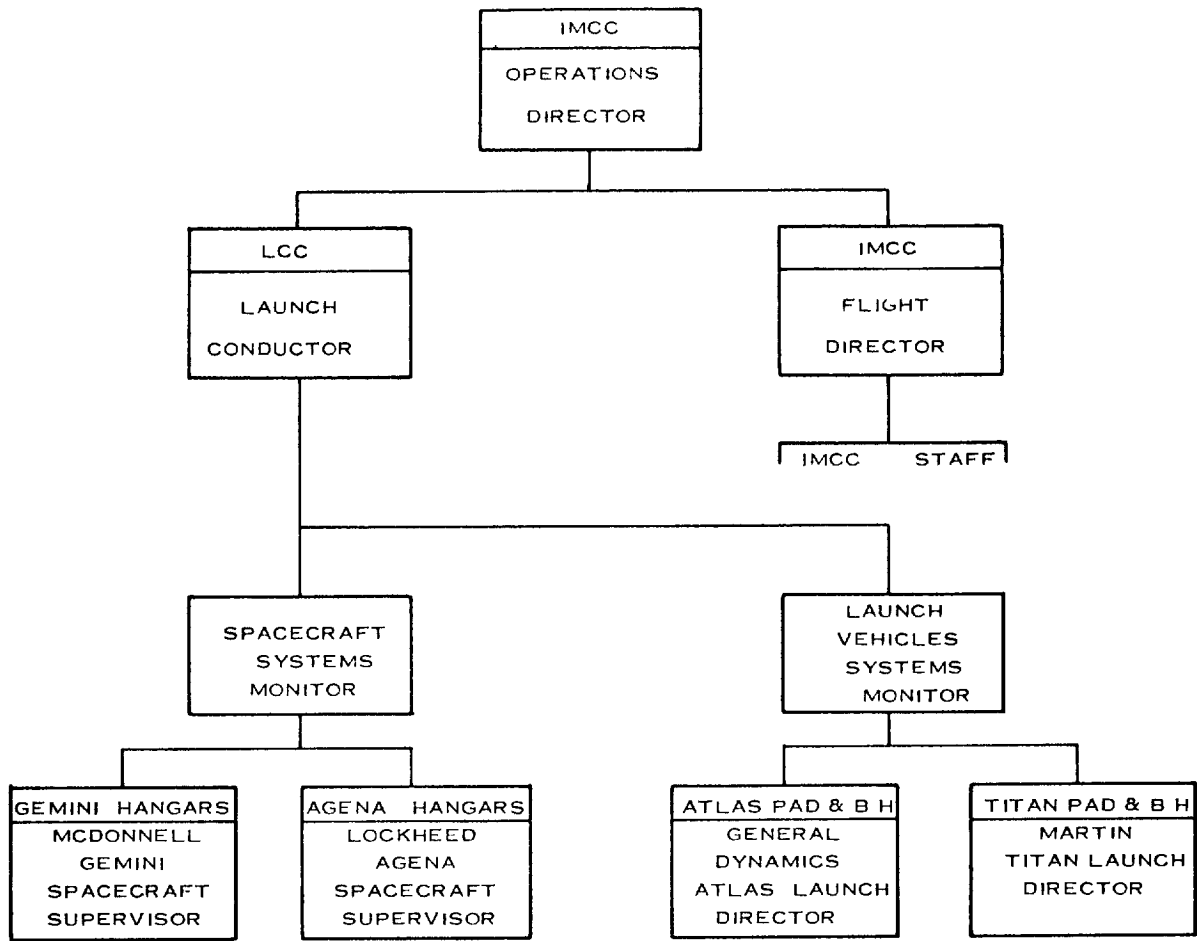 IMCC
OPERATIONS
DIRECTOR
LCC
LAUNCH
CONDUCTOR
IMCC
FLIGHT
DIRECTOR
IMCC STAFF
SPACECRAFT
SYSTEMS
MONITOR
LAUNCH
VEHICLES
SYSTEMS
MONITOR
GEMINI HANGARS
MCDONNELL
GEMINI
SPACECRAFT
SUPERVISOR
AGENA HANGARS
LOCKHEED
AGENA
SPACECRAFT
SUPERVISOR
ATLAS PAD & B H
GENERAL
DYNAMICS
ATLAS LAUNCH
DIRECTOR
TITAN PAD & B H
MARTIN
TITAN LAUNCH
DIRECTOR